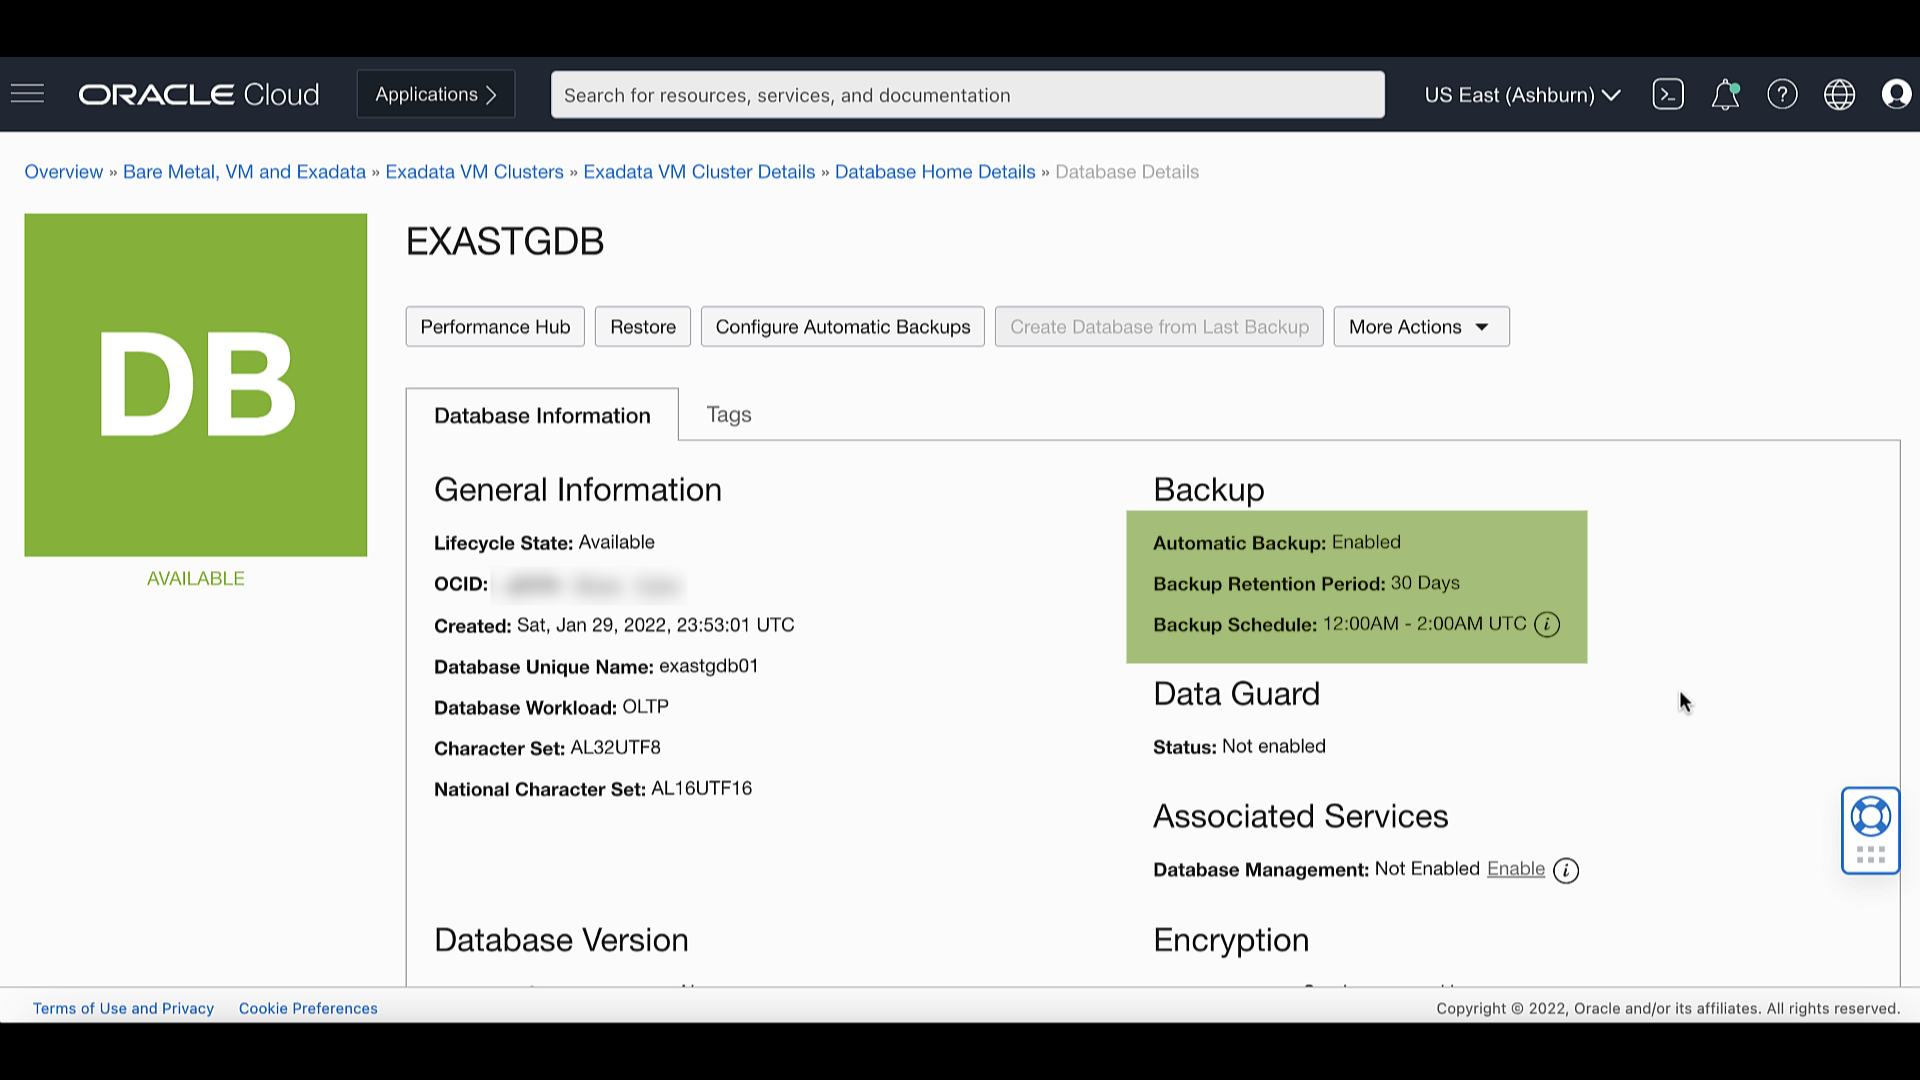 ORACLE Cloud
Applications
Search for resources, services, and documentation
US East (Ashburn)
Overview » Bare Metal, VM and Exadata » Exadata VM Clusters » Exadata VM Cluster Details » Database Home Details » Database Details
DB
AVAILABLE
EXASTGDB
Performance Hub
Restore
Configure Automatic Backups
Create Database from Last Backup
More Actions
Database Information
Tags
General Information
Lifecycle State: Available
OCID:
Created: Sat, Jan 29, 2022, 23:53:01 UTC
Database Unique Name: exastgdb01
Database Workload: OLTP
Character Set: AL32UTF8
National Character Set: AL16UTF16
Database Version
Backup
Automatic Backup: Enabled
Backup Retention Period: 30 Days
Backup Schedule: 12:00AM - 2:00AM UTC
Data Guard
Status: Not enabled
Associated Services
Database Management: Not Enabled Enable
Encryption
Terms of Use and Privacy
Cookie Preferences
Copyright © 2022, Oracle and/or its affiliates. All rights reserved.